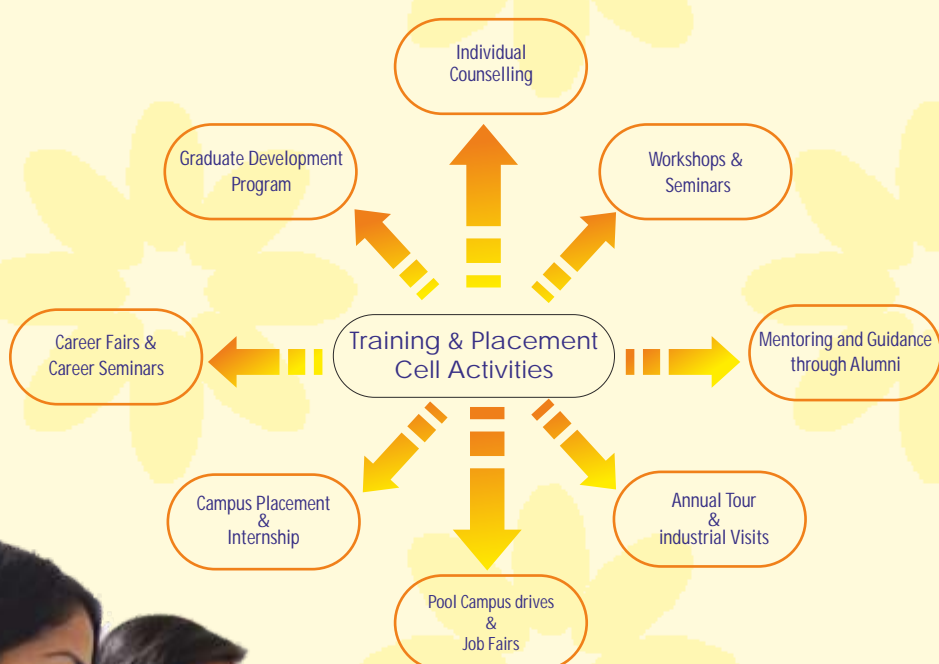 Individual
Counselling
Graduate Development
Program
Workshops &
Seminars
Training & Placement
Cell Activities
Career Fairs &
Career Seminars
Mentoring and Guidance
through Alumni
Campus Placement
&
Internship
Annual Tour
&
industrial Visits
Pool Campus drives
&
Job Fairs